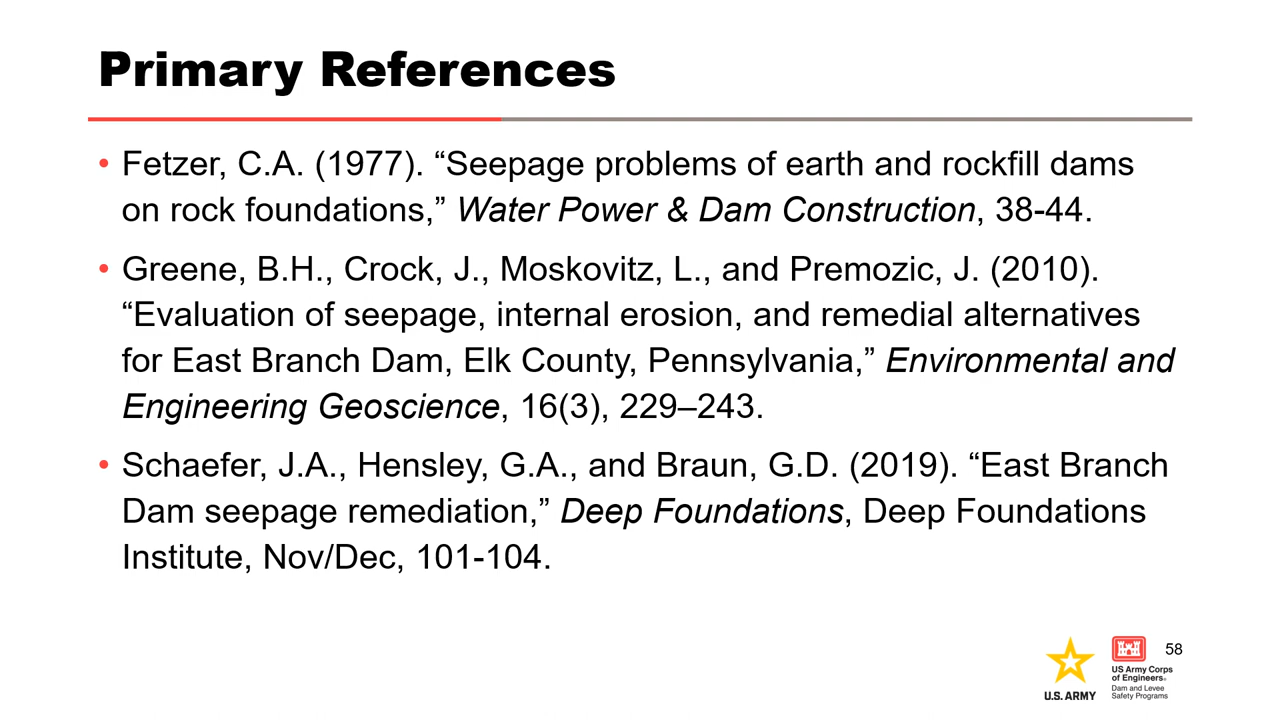 Primary References
• Fetzer, C.A. (1977). “Seepage problems of earth and rockfill dams
on rock foundations,” Water Power & Dam Construction, 38-44.
• Greene, B.H., Crock, J., Moskovitz, L., and Premozic, J. (2010).
“Evaluation of seepage, internal erosion, and remedial alternatives
for East Branch Dam, Elk County, Pennsylvania,” Environmental and
Engineering Geoscience, 16(3), 229–243.
• Schaefer, J.A., Hensley, G.A., and Braun, G.D. (2019). “East Branch
Dam seepage remediation,” Deep Foundations, Deep Foundations
Institute, Nov/Dec, 101-104.
58
U.S. ARMY
US Army Corps
of Engineers®
Dam and Levee
Safety Programs